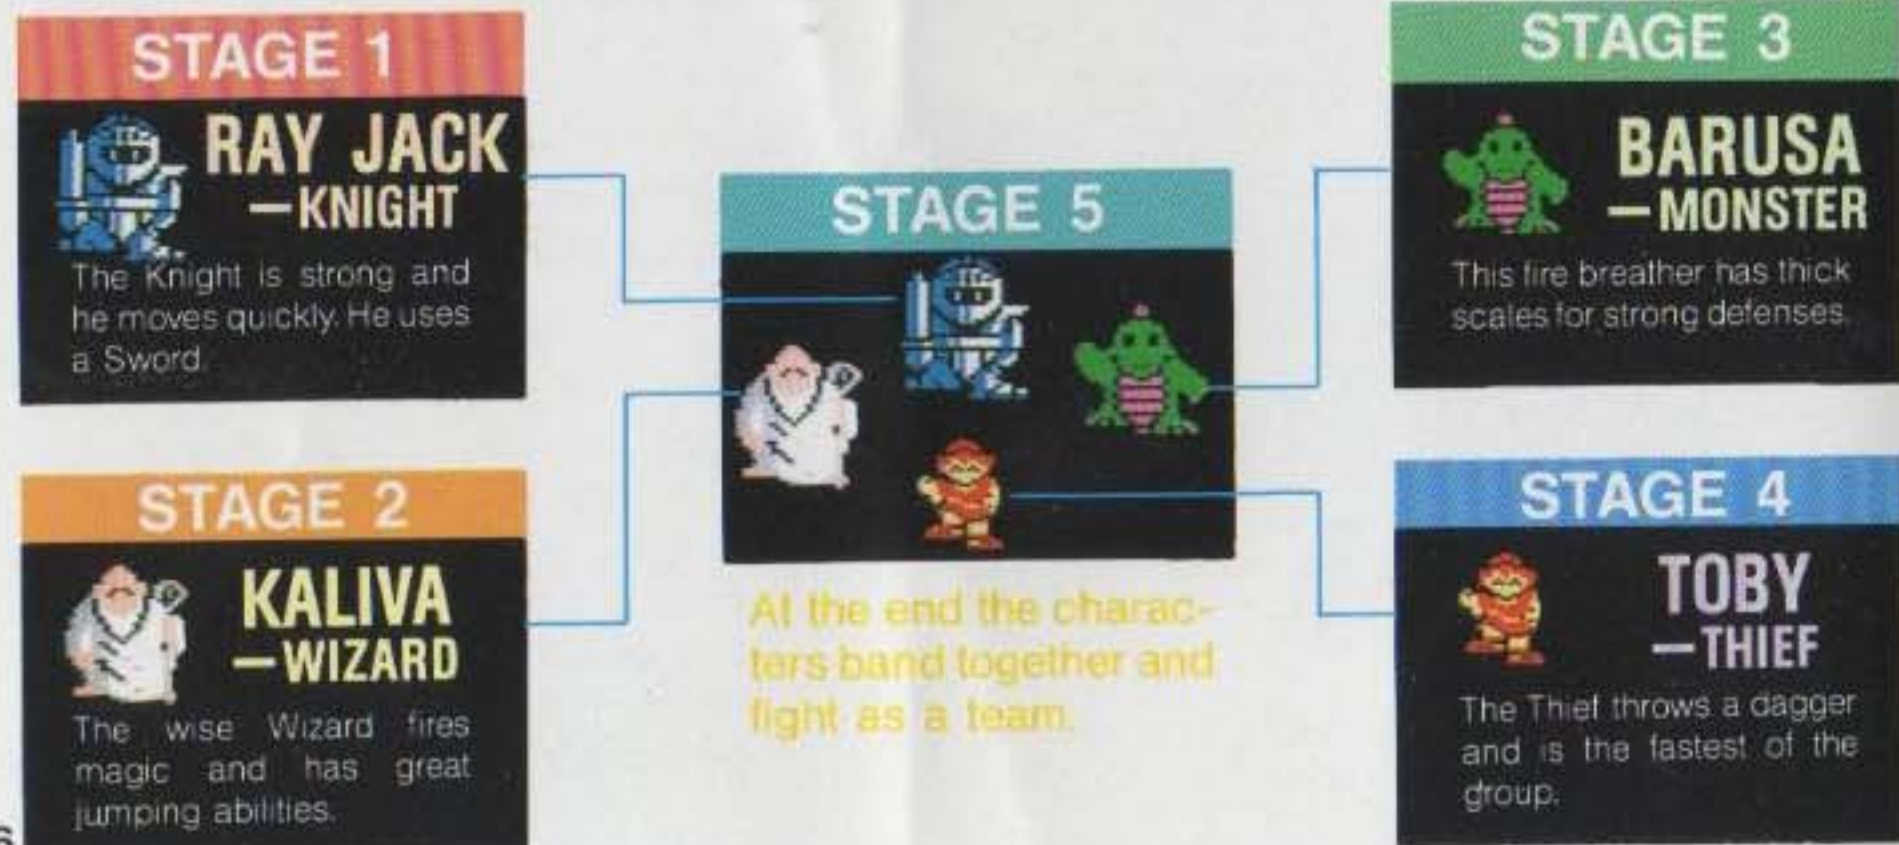 STAGE 1
RAY JACK
—KNIGHT
The Knight is strong and
he moves quickly. He uses
a Sword.
STAGE 2
KALIVA
—WIZARD
The wise Wizard fires
magic and has great
jumping abilities.
STAGE 5
At the end the charac-
ters band together and
fight as a team.
STAGE 3
BARUSA
—MONSTER
This fire breather has thick
scales for strong defenses.
STAGE 4
TOBY
—THIEF
The Thief throws a dagger
and is the fastest of the
group.
6